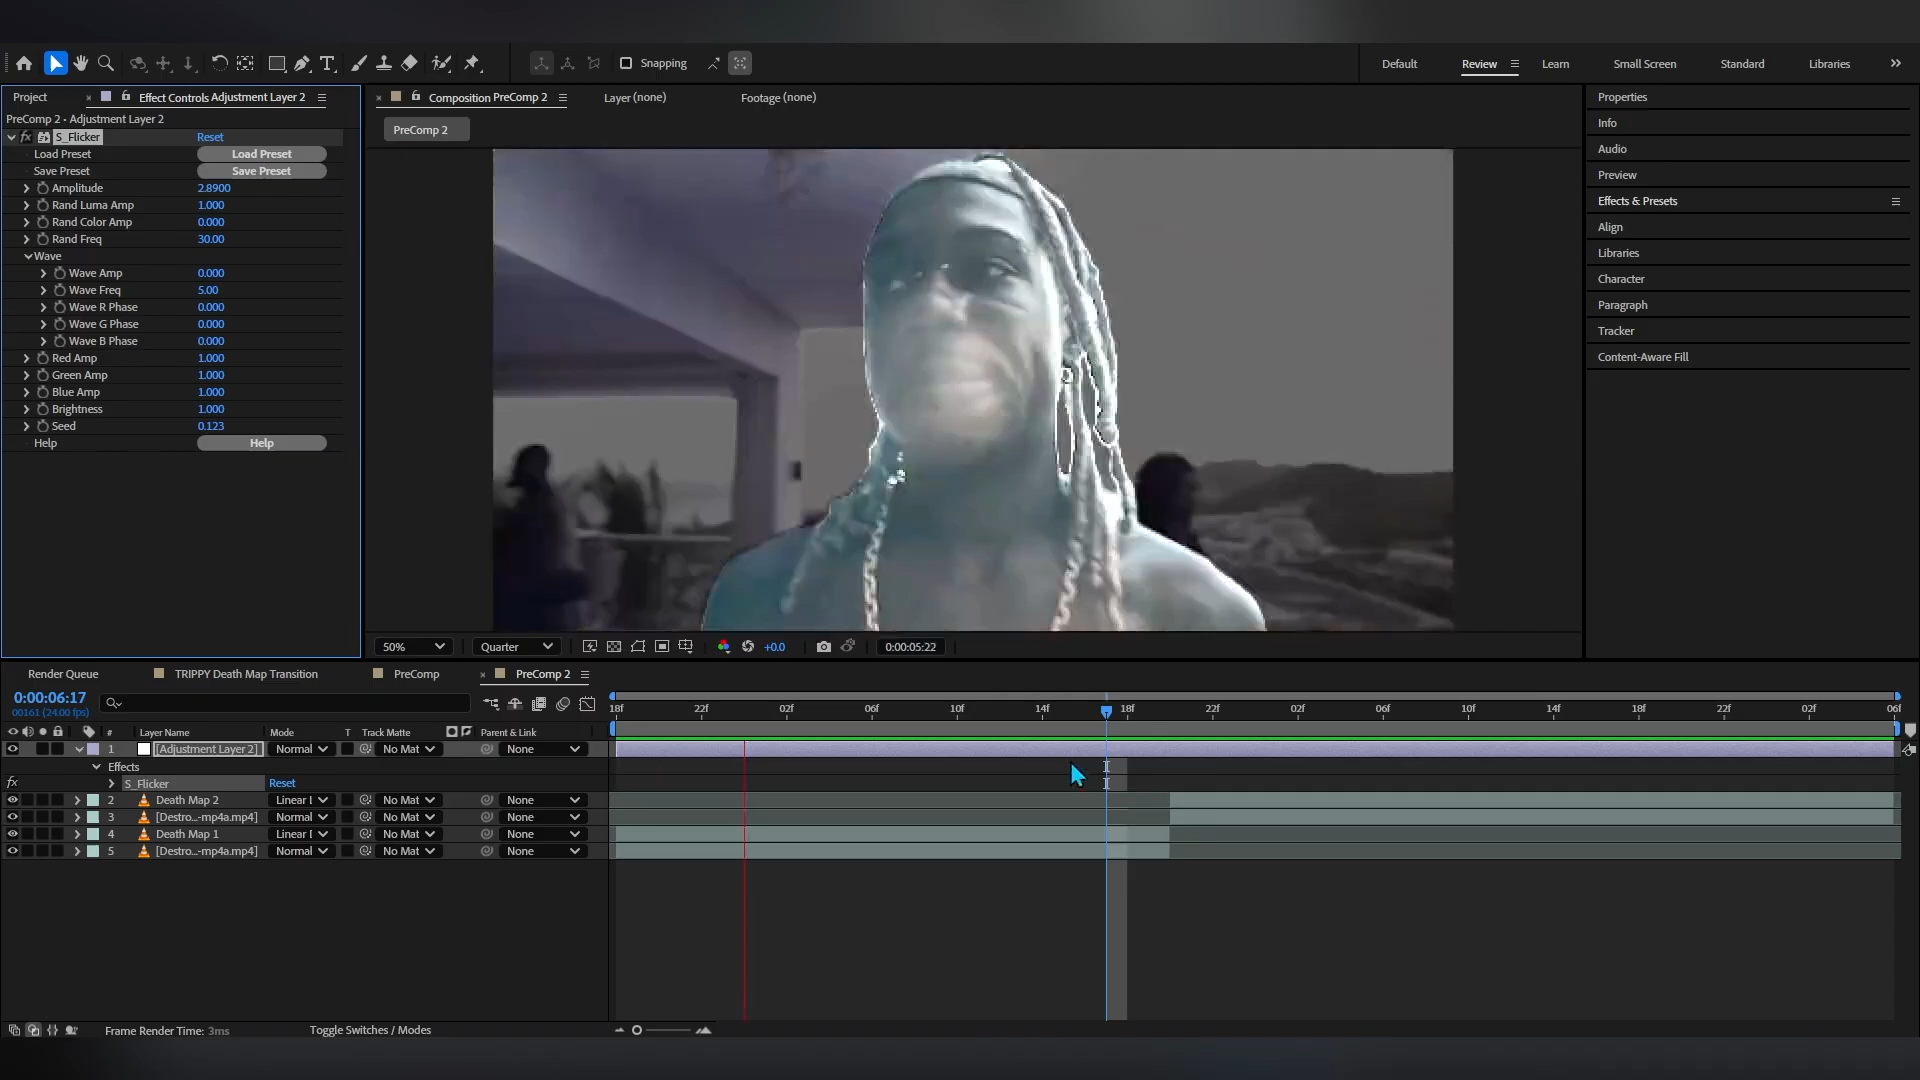 Snapping
Default
Review
Learn
Small Screen
Standard
Libraries
Project
Effect Controls Adjustment Layer 2
PreComp 2 • Adjustment Layer 2
fx S_Flicker Reset
Load Preset Load Preset
Save Preset Save Preset
Amplitude 2.8900
Rand Luma Amp 1.000
Rand Color Amp 0.000
Rand Freq 30.00
Wave
Wave Amp 0.000
Wave Freq 5.00
Wave R Phase 0.000
Wave G Phase 0.000
Wave B Phase 0.000
Red Amp 1.000
Green Amp 1.000
Blue Amp 1.000
Brightness 1.000
Seed 0.123
Help Help
Composition PreComp 2
Layer (none)
Footage (none)
PreComp 2
50% Quarter +0.0 0:00:05:22
Properties
Info
Audio
Preview
Effects & Presets
Align
Libraries
Character
Paragraph
Tracker
Content-Aware Fill
Render Queue
TRIPPY Death Map Transition
PreComp
PreComp 2
0:00:06:17
00161 (24.00 fps)
18f 22f 02f 06f 10f 14f 18f 22f 02f 06f 10f 14f 18f 22f 02f 06f
# Layer Name Mode T Track Matte Parent & Link
1 [Adjustment Layer 2] Normal No Mat None
Effects
fx S_Flicker Reset
2 Death Map 2 Linear l No Mat None
3 [Destro...-mp4a.mp4] Normal No Mat None
4 Death Map 1 Linear l No Mat None
5 [Destro...-mp4a.mp4] Normal No Mat None
Frame Render Time: 3ms
Toggle Switches / Modes